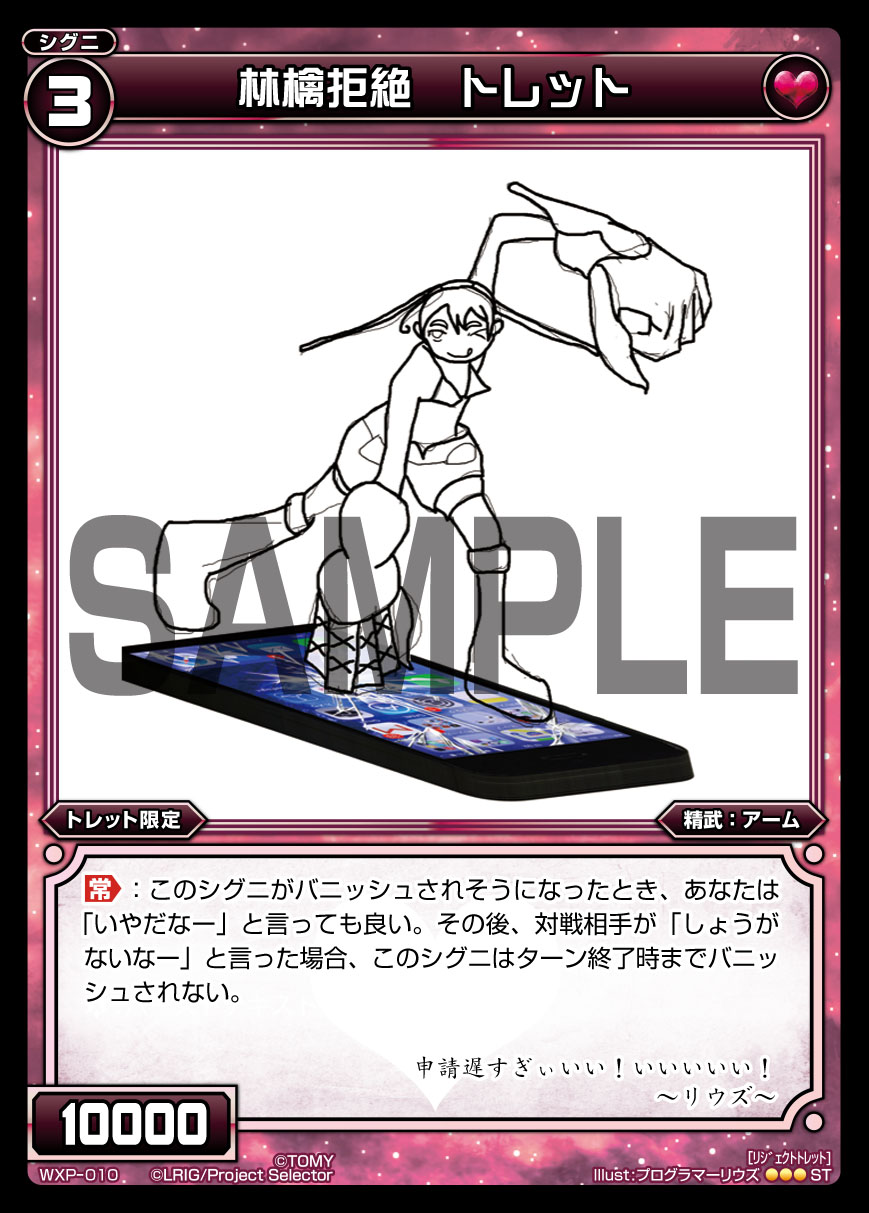 シグニ
3
林檎拒絶 トレット
SAMPLE
トレット限定
精武：アーム
常：このシグニがバニッシュされそうになったとき、あなたは
「いやだなー」と言っても良い。その後、対戦相手が「しょうが
ないなー」と言った場合、このシグニはターン終了時までバニッ
シュされない。
申請遅すぎぃいい！いいいいい！
～リウズ～
10000
©TOMY
[リジェクトトレット]
WXP-010 ©LRIG/Project Selector
Illust:プログラマーリウズ ST